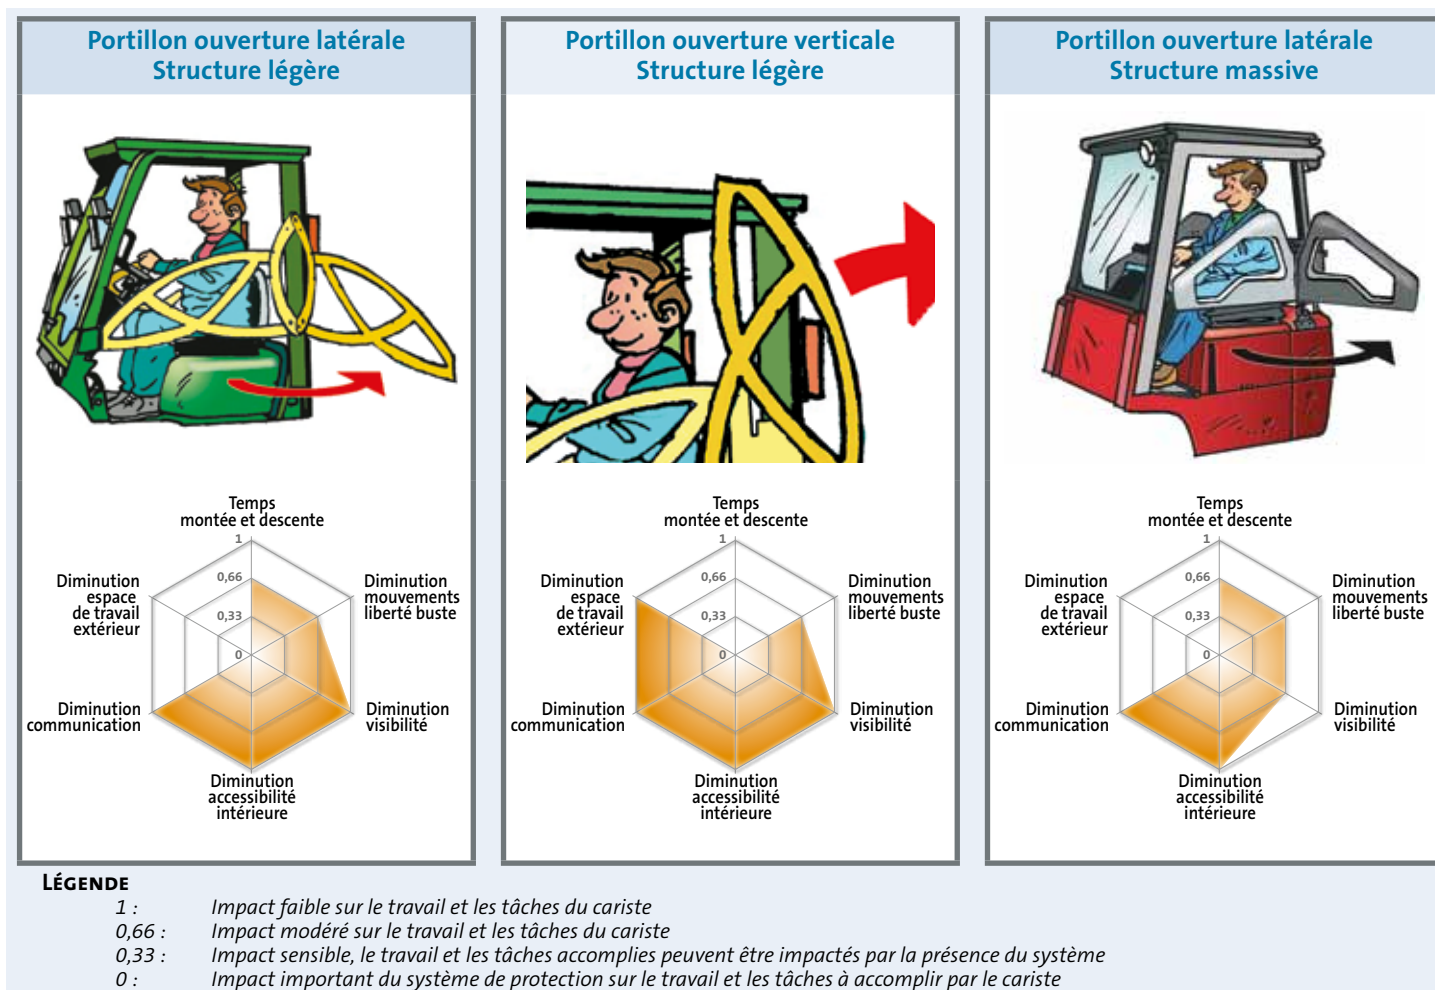 Portillon ouverture latérale
Structure légère
Portillon ouverture verticale
Structure légère
Portillon ouverture latérale
Structure massive
Temps
montée et descente
1
0,66
0,33
0
Diminution
mouvements
liberté buste
Diminution
visibilité
Diminution
accessibilité
intérieure
Diminution
communication
Diminution
espace
de travail
extérieur
Temps
montée et descente
1
0,66
0,33
0
Diminution
mouvements
liberté buste
Diminution
visibilité
Diminution
accessibilité
intérieure
Diminution
communication
Diminution
espace
de travail
extérieur
Temps
montée et descente
1
0,66
0,33
0
Diminution
mouvements
liberté buste
Diminution
visibilité
Diminution
accessibilité
intérieure
Diminution
communication
Diminution
espace
de travail
extérieur
LÉGENDE
1 : Impact faible sur le travail et les tâches du cariste
0,66 : Impact modéré sur le travail et les tâches du cariste
0,33 : Impact sensible, le travail et les tâches accomplies peuvent être impactés par la présence du système
0 : Impact important du système de protection sur le travail et les tâches à accomplir par le cariste